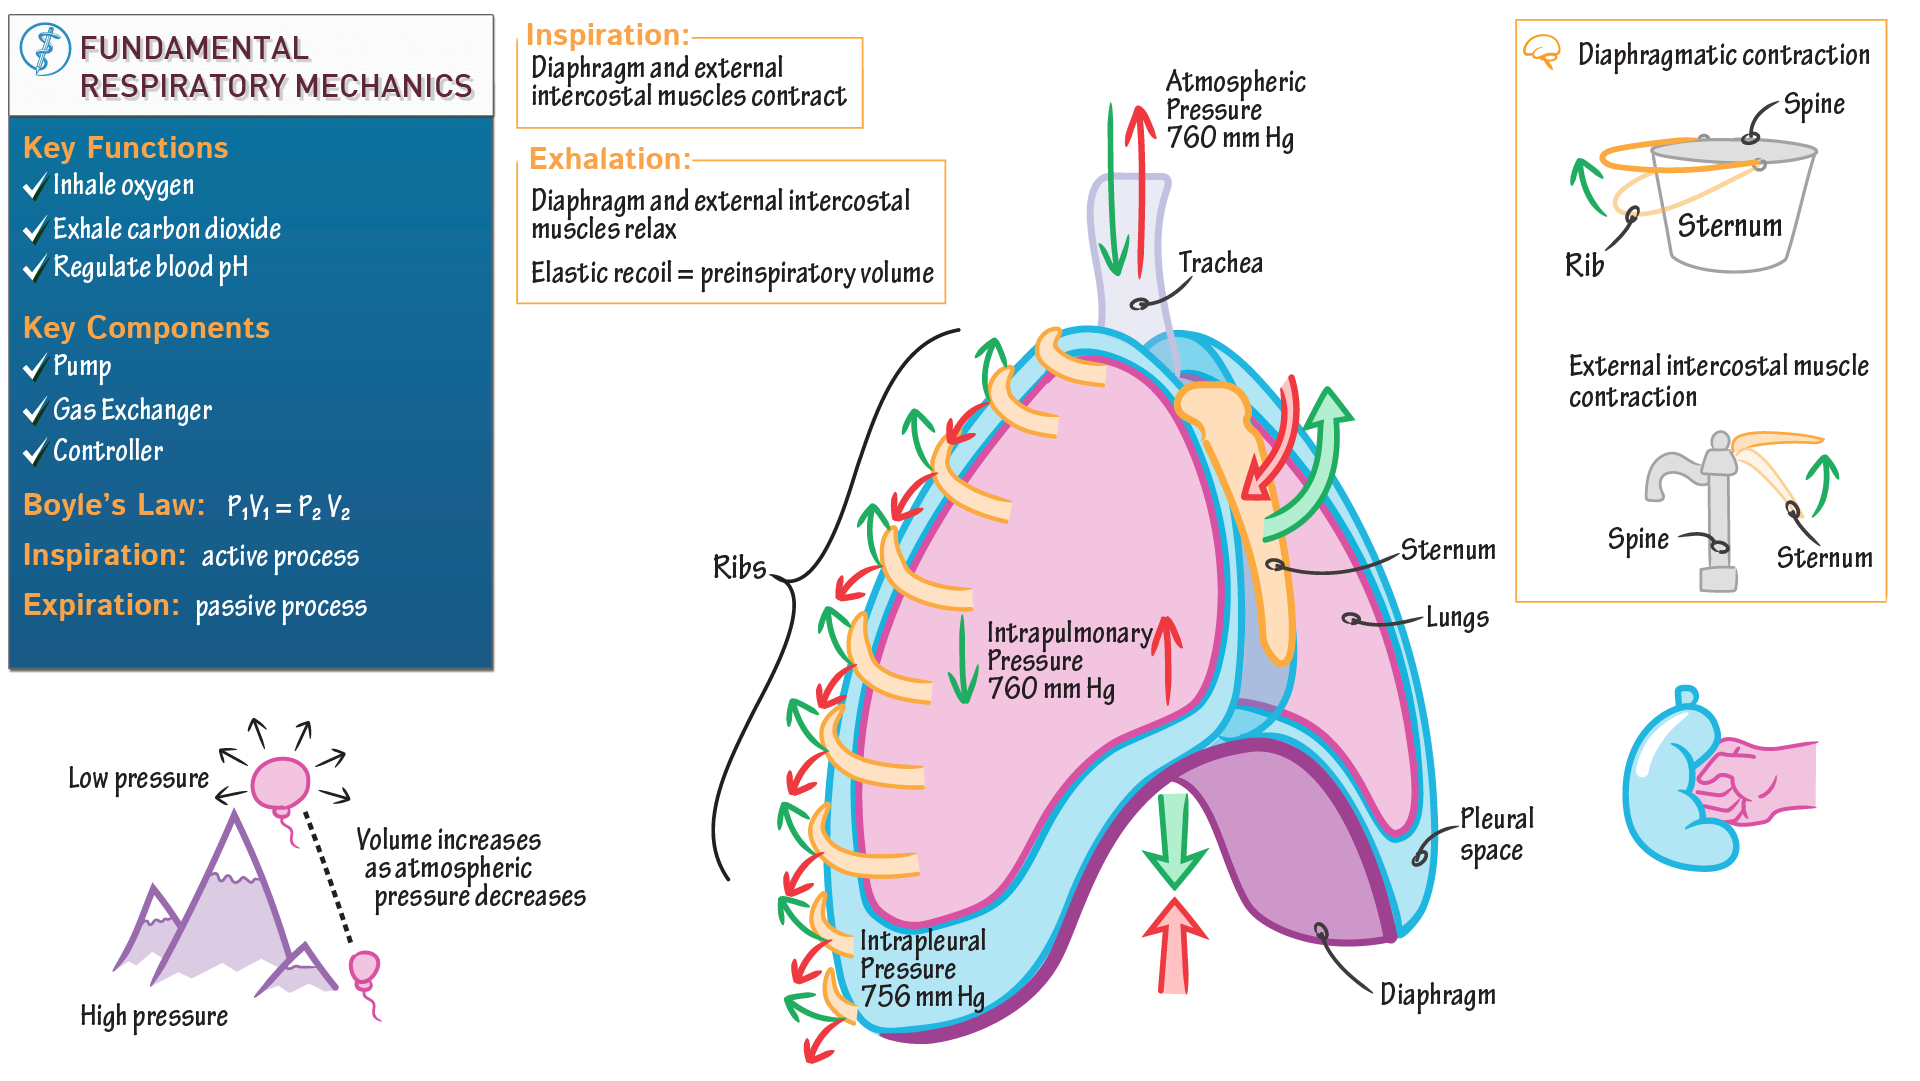 FUNDAMENTAL
RESPIRATORY MECHANICS
Key Functions
Inhale oxygen
Exhale carbon dioxide
Regulate blood pH
Key Components
Pump
Gas Exchanger
Controller
Boyle's Law: P₁V₁ = P₂ V₂
Inspiration: active process
Expiration: passive process
Inspiration:
Diaphragm and external
intercostal muscles contract
Exhalation:
Diaphragm and external intercostal
muscles relax
Elastic recoil = preinspiratory volume
Atmospheric
Pressure
760 mm Hg
Trachea
Ribs
Intrapulmonary
Pressure
760 mm Hg
Sternum
Lungs
Pleural
space
Intrapleural
Pressure
756 mm Hg
Diaphragm
Diaphragmatic contraction
Spine
Sternum
Rib
External intercostal muscle
contraction
Spine
Sternum
Low pressure
Volume increases
as atmospheric
pressure decreases
High pressure